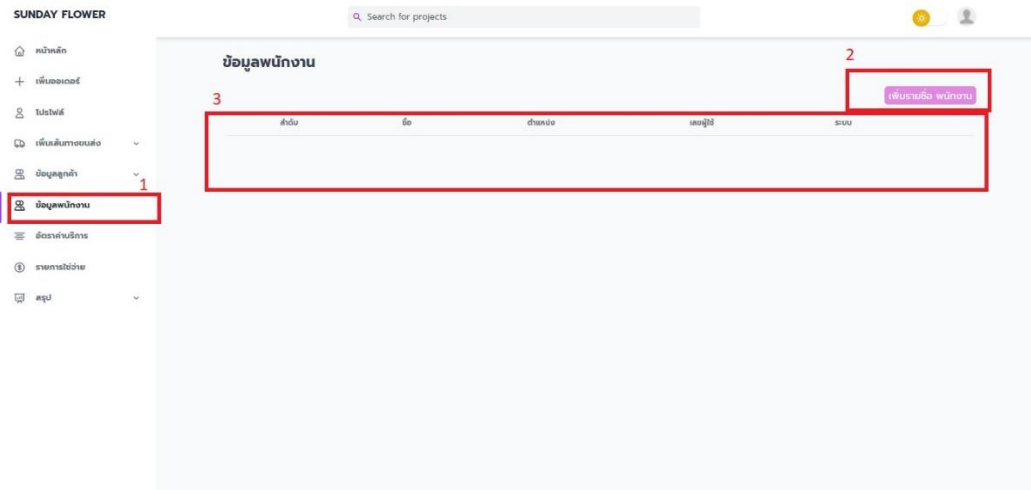 SUNDAY FLOWER
Search for projects
หน้าหลัก
เพิ่มออเดอร์
โปรไฟล์
เพิ่มเส้นทางขนส่ง
ข้อมูลลูกค้า
1
ข้อมูลพนักงาน
อัตราค่าบริการ
รายการใช้จ่าย
สรุป
ข้อมูลพนักงาน
2
เพิ่มรายชื่อ พนักงาน
3
ลำดับ ชื่อ ตำแหน่ง เลขผู้ใช้ ระบบ